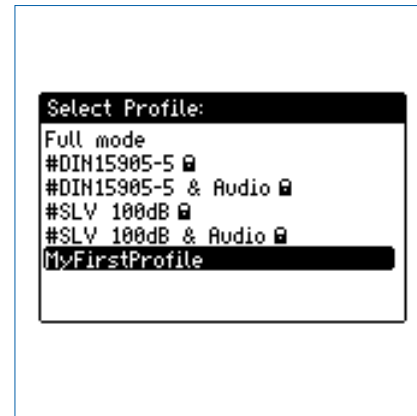 Select Profile:
Full mode
#DIN15905-5
#DIN15905-5 & Audio
#SLV 100dB
#SLV 100dB & Audio
MyFirstProfile